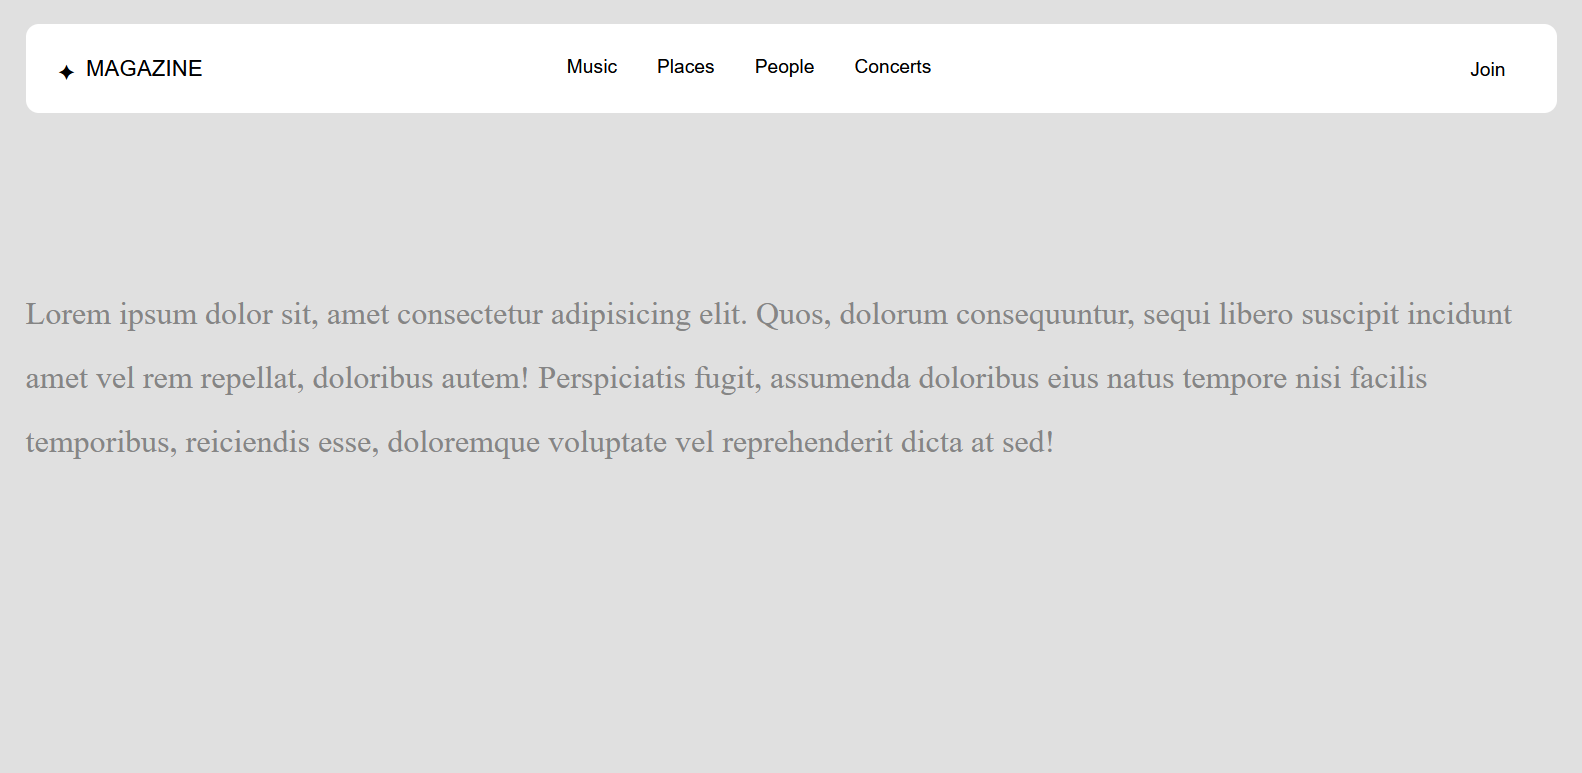 ✦ MAGAZINE Music Places People Concerts Join
Lorem ipsum dolor sit, amet consectetur adipisicing elit. Quos, dolorum consequuntur, sequi libero suscipit incidunt
amet vel rem repellat, doloribus autem! Perspiciatis fugit, assumenda doloribus eius natus tempore nisi facilis
temporibus, reiciendis esse, doloremque voluptate vel reprehenderit dicta at sed!